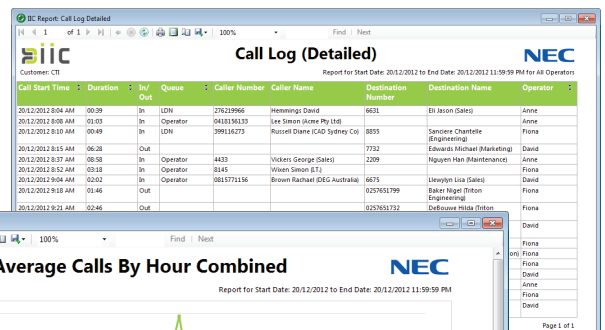 IIC Report: Call Log Detailed
1 of 1 100% Find | Next
iic Call Log (Detailed) NEC
Customer: CTI Report for Start Date: 20/12/2012 to End Date: 20/12/2012 11:59:59 PM for All Operators
Call Start Time Duration In/ Out Queue Caller Number Caller Name Destination Number Destination Name Operator
20/12/2012 8:04 AM 00:39 In LDN 276219966 Hemmings David 6631 Eli Jason (Sales) Anne
20/12/2012 8:08 AM 01:03 In Operator 0418156133 Lee Simon (Acme Pty Ltd) Anne
20/12/2012 8:10 AM 00:49 In LDN 399116273 Russell Diane (CAD Sydney Co) 8855 Sanciere Chantelle (Engineering) Fiona
20/12/2012 8:15 AM 06:28 Out 7732 Edwards Michael (Marketing) David
20/12/2012 8:37 AM 08:58 In Operator 4433 Vickers George (Sales) 2209 Nguyen Han (Maintenance) Anne
20/12/2012 8:52 AM 03:18 In Operator 8145 Wixen Simon (I.T.) Fiona
20/12/2012 9:04 AM 02:02 In Operator 0815771156 Brown Rachael (DEG Australia) 6675 Llewylyn Lisa (Sales) David
20/12/2012 9:18 AM 01:46 Out 0257651799 Baker Nigel (Triton Engineering) Fiona
20/12/2012 9:21 AM 02:46 Out 0257651732 DeBouwe Hilda (Triton Fiona
David
Fiona
on) Fiona
Fiona
David
Anne
Fiona
David
Page 1 of 1
100% Find | Next
Average Calls By Hour Combined NEC
Report for Start Date: 20/12/2012 to End Date: 20/12/2012 11:59:59 PM